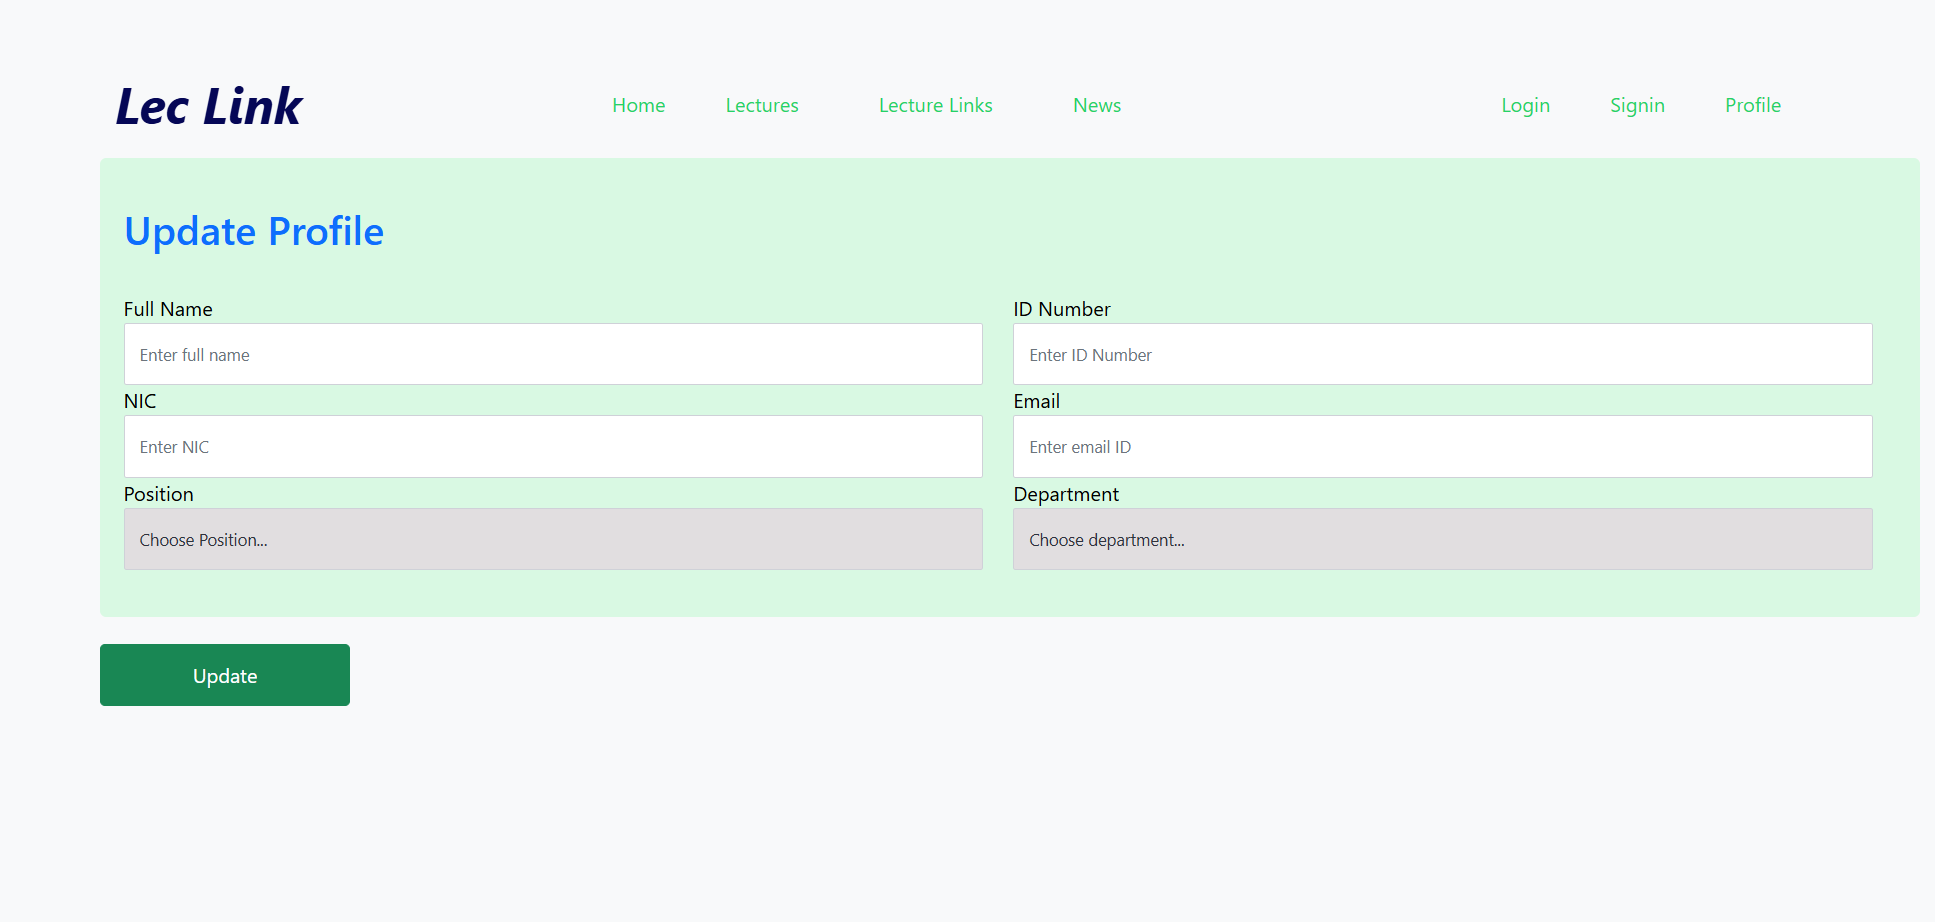 Lec Link Home Lectures Lecture Links News Login Signin Profile
Update Profile
Full Name ID Number
Enter full name Enter ID Number
NIC Email
Enter NIC Enter email ID
Position Department
Choose Position... Choose department...
Update